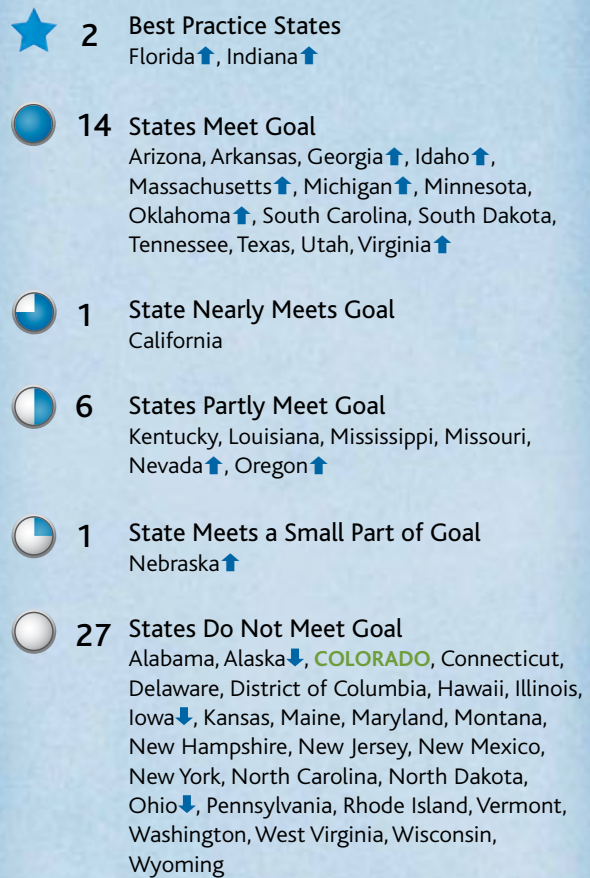 2 Best Practice States
Florida⬆, Indiana⬆
14 States Meet Goal
Arizona, Arkansas, Georgia⬆, Idaho⬆,
Massachusetts⬆, Michigan⬆, Minnesota,
Oklahoma⬆, South Carolina, South Dakota,
Tennessee, Texas, Utah, Virginia⬆
1 State Nearly Meets Goal
California
6 States Partly Meet Goal
Kentucky, Louisiana, Mississippi, Missouri,
Nevada⬆, Oregon⬆
1 State Meets a Small Part of Goal
Nebraska⬆
27 States Do Not Meet Goal
Alabama, Alaska⬇, COLORADO, Connecticut,
Delaware, District of Columbia, Hawaii, Illinois,
Iowa⬇, Kansas, Maine, Maryland, Montana,
New Hampshire, New Jersey, New Mexico,
New York, North Carolina, North Dakota,
Ohio⬇, Pennsylvania, Rhode Island, Vermont,
Washington, West Virginia, Wisconsin,
Wyoming